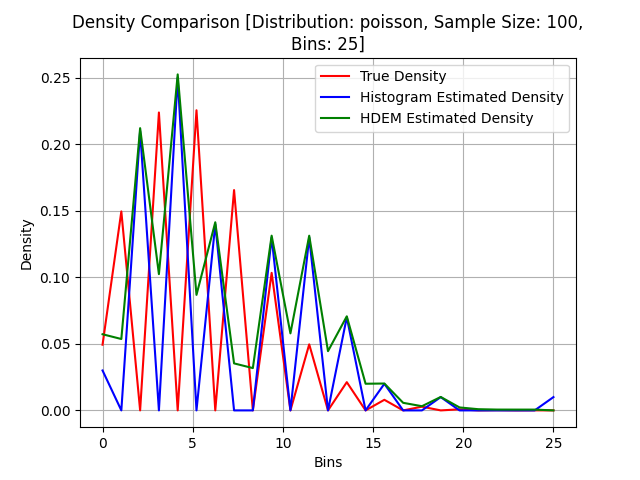 Density Comparison [Distribution: poisson, Sample Size: 100,
Bins: 25]
True Density
Histogram Estimated Density
HDEM Estimated Density
Density
0.25
0.20
0.15
0.10
0.05
0.00
0 5 10 15 20 25
Bins